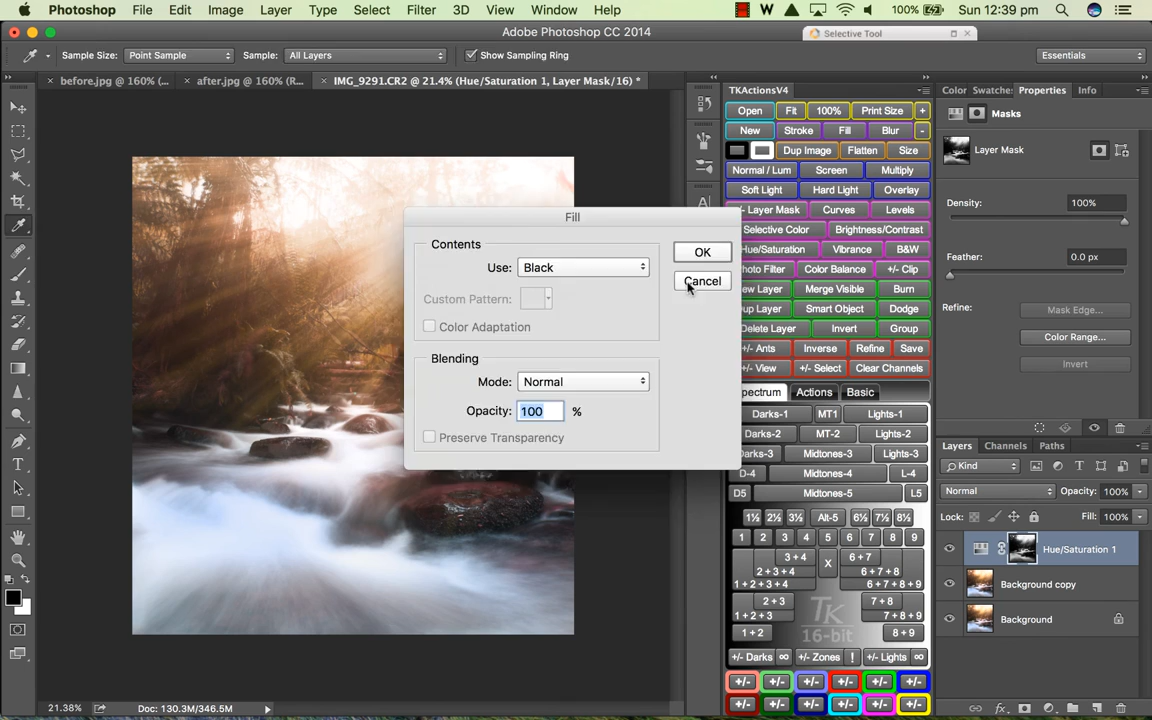 Photoshop File Edit Image Layer Type Select Filter 3D View Window Help W 100% Sun 12:39 pm
Adobe Photoshop CC 2014
Selective Tool
Sample Size: Point Sample Sample: All Layers Show Sampling Ring Essentials
before.jpg @ 160% (... after.jpg @ 160% (R... IMG_9291.CR2 @ 21.4% (Hue/Saturation 1, Layer Mask/16) *
TKActionsV4
Open Fit 100% Print Size +
New Stroke Fill Blur -
Dup Image Flatten Size
Normal / Lum Screen Multiply
Soft Light Hard Light Overlay
- Layer Mask Curves Levels
Selective Color Brightness/Contrast
Hue/Saturation Vibrance B&W
hoto Filter Color Balance +/- Clip
ew Layer Merge Visible Burn
up Layer Smart Object Dodge
Delete Layer Invert Group
+/- Ants Inverse Refine Save
+/- View +/- Select Clear Channels
pectrum Actions Basic
Darks-1 MT1 Lights-1
Darks-2 MT-2 Lights-2
arks-3 Midtones-3 Lights-3
D-4 Midtones-4 L-4
D5 Midtones-5 L5
1½ 2½ 3½ Alt-5 6½ 7½ 8½
1 2 3 4 5 6 7 8 9
3+4 6+7
2+3+4 X 6+7+8
1+2+3+4 6+7+8+9
2+3 7+8
1+2+3 7+8+9
1+2 TK 8+9
16-bit
+/- Darks ∞ +/- Zones ! +/- Lights ∞
+/- +/- +/- +/- +/- +/-
+/- +/- +/- +/- +/- +/-
Fill
Contents
Use: Black
Custom Pattern:
Color Adaptation
Blending
Mode: Normal
Opacity: 100 %
Preserve Transparency
OK
Cancel
Color Swatche: Properties Info
Masks
Layer Mask
Density: 100%
Feather: 0.0 px
Refine: Mask Edge...
Color Range...
Invert
Layers Channels Paths
Kind
Normal Opacity: 100%
Lock: Fill: 100%
Hue/Saturation 1
Background copy
Background
fx
21.38% Doc: 130.3M/346.5M